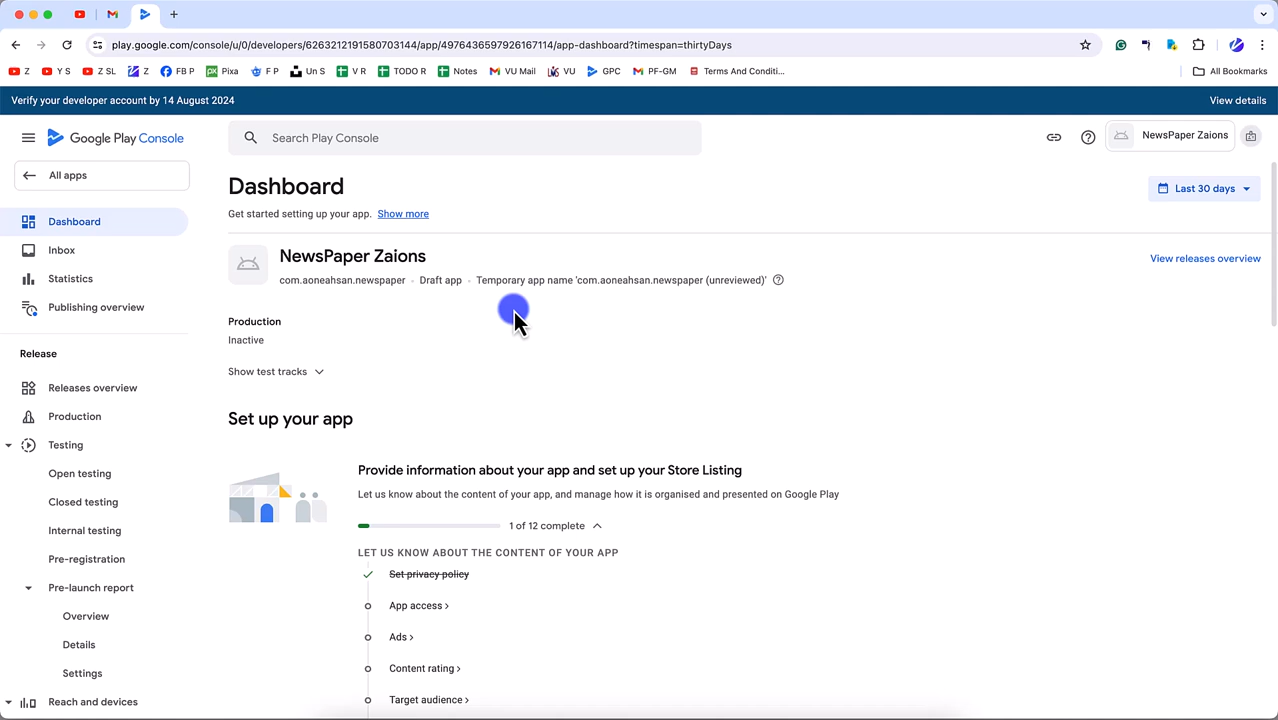 play.google.com/console/u/0/developers/6263212191580703144/app/4976436597926167114/app-dashboard?timespan=thirtyDays
Z
Y S
Z SL
Z
FB P
Pixa
F P
Un S
V R
TODO R
Notes
VU Mail
VU
GPC
PF-GM
Terms And Conditi...
All Bookmarks
Verify your developer account by 14 August 2024
View details
Google Play Console
Search Play Console
NewsPaper Zaions
All apps
Dashboard
Inbox
Statistics
Publishing overview
Release
Releases overview
Production
Testing
Open testing
Closed testing
Internal testing
Pre-registration
Pre-launch report
Overview
Details
Settings
Reach and devices
Dashboard
Last 30 days
Get started setting up your app. Show more
NewsPaper Zaions
View releases overview
com.aoneahsan.newspaper · Draft app · Temporary app name 'com.aoneahsan.newspaper (unreviewed)'
Production
Inactive
Show test tracks
Set up your app
Provide information about your app and set up your Store Listing
Let us know about the content of your app, and manage how it is organised and presented on Google Play
1 of 12 complete
LET US KNOW ABOUT THE CONTENT OF YOUR APP
Set privacy policy
App access >
Ads >
Content rating >
Target audience >